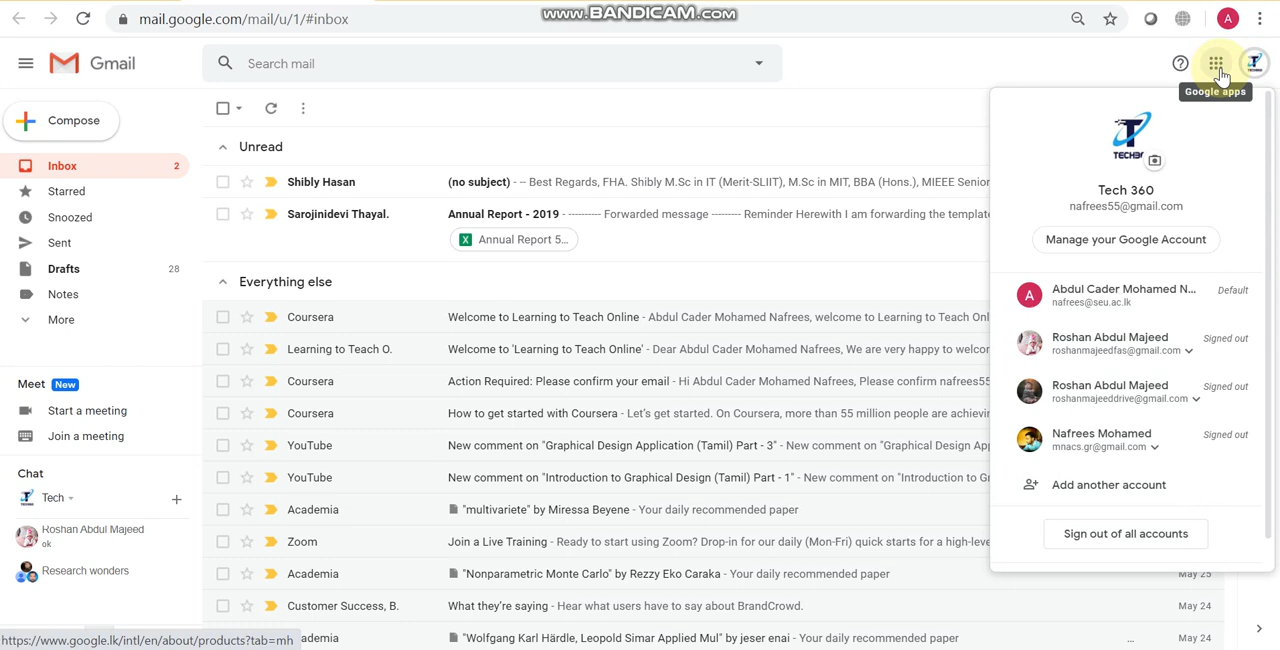 mail.google.com/mail/u/1/#inbox
www.BANDICAM.com
A
Gmail
Search mail
Google apps
Compose
Inbox 2
Starred
Snoozed
Sent
Drafts 28
Notes
More
Meet New
Start a meeting
Join a meeting
Chat
Tech
Roshan Abdul Majeed
ok
Research wonders
https://www.google.lk/intl/en/about/products?tab=mh
Unread
Shibly Hasan (no subject) - -- Best Regards, FHA. Shibly M.Sc in IT (Merit-SLIIT), M.Sc in MIT, BBA (Hons.), MIEEE Senior
Sarojinidevi Thayal. Annual Report - 2019 - ---------- Forwarded message --------- Reminder Herewith I am forwarding the template
Annual Report 5...
Everything else
Coursera Welcome to Learning to Teach Online - Abdul Cader Mohamed Nafrees, welcome to Learning to Teach Onl
Learning to Teach O. Welcome to 'Learning to Teach Online' - Dear Abdul Cader Mohamed Nafrees, We are very happy to welcor
Coursera Action Required: Please confirm your email - Hi Abdul Cader Mohamed Nafrees, Please confirm nafrees55
Coursera How to get started with Coursera - Let's get started. On Coursera, more than 55 million people are achievin
YouTube New comment on "Graphical Design Application (Tamil) Part - 3" - New comment on "Graphical Design Ap
YouTube New comment on "Introduction to Graphical Design (Tamil) Part - 1" - New comment on "Introduction to G
Academia "multivariete" by Miressa Beyene - Your daily recommended paper
Zoom Join a Live Training - Ready to start using Zoom? Drop-in for our daily (Mon-Fri) quick starts for a high-leve
Academia "Nonparametric Monte Carlo" by Rezzy Eko Caraka - Your daily recommended paper May 25
Customer Success, B. What they're saying - Hear what users have to say about BrandCrowd. May 24
ademia "Wolfgang Karl Härdle, Leopold Simar Applied Mul" by jeser enai - Your daily recommended paper ... May 24
TECH360
Tech 360
nafrees55@gmail.com
Manage your Google Account
A
Abdul Cader Mohamed N... Default
nafrees@seu.ac.lk
Roshan Abdul Majeed Signed out
roshanmajeedfas@gmail.com
Roshan Abdul Majeed Signed out
roshanmajeeddrive@gmail.com
Nafrees Mohamed Signed out
mnacs.gr@gmail.com
Add another account
Sign out of all accounts